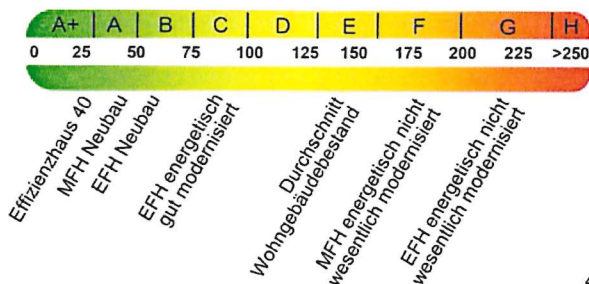 A+ A B C D E F G H
0 25 50 75 100 125 150 175 200 225 >250
Effizienzhaus 40
MFH Neubau
EFH Neubau
EFH energetisch
gut modernisiert
Durchschnitt
Wohngebäudebestand
MFH energetisch nicht
wesentlich modernisiert
EFH energetisch nicht
wesentlich modernisiert